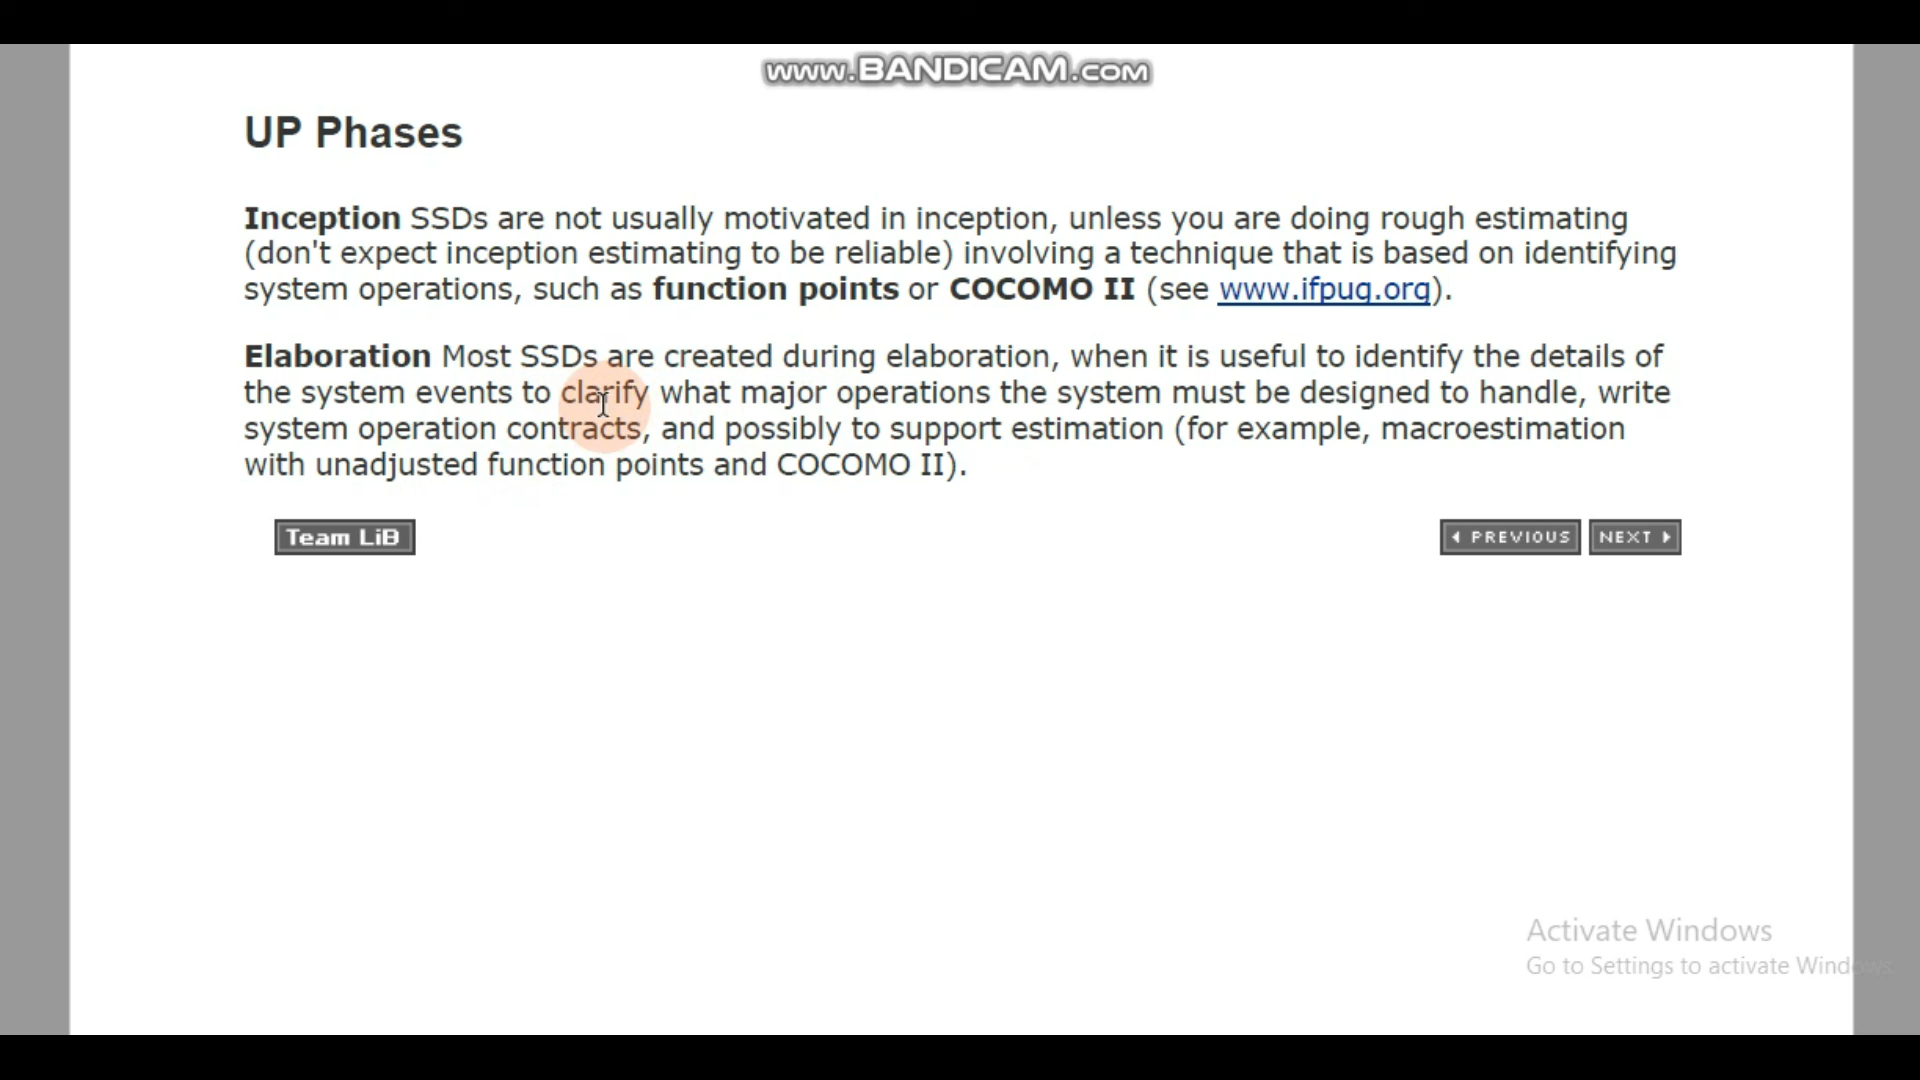 www.BANDICAM.com
UP Phases
Inception SSDs are not usually motivated in inception, unless you are doing rough estimating
(don't expect inception estimating to be reliable) involving a technique that is based on identifying
system operations, such as function points or COCOMO II (see www.ifpug.org).
Elaboration Most SSDs are created during elaboration, when it is useful to identify the details of
the system events to clarify what major operations the system must be designed to handle, write
system operation contracts, and possibly to support estimation (for example, macroestimation
with unadjusted function points and COCOMO II).
Team LiB
PREVIOUS NEXT
Activate Windows
Go to Settings to activate Windows.